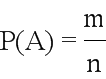 P(A) = m/n